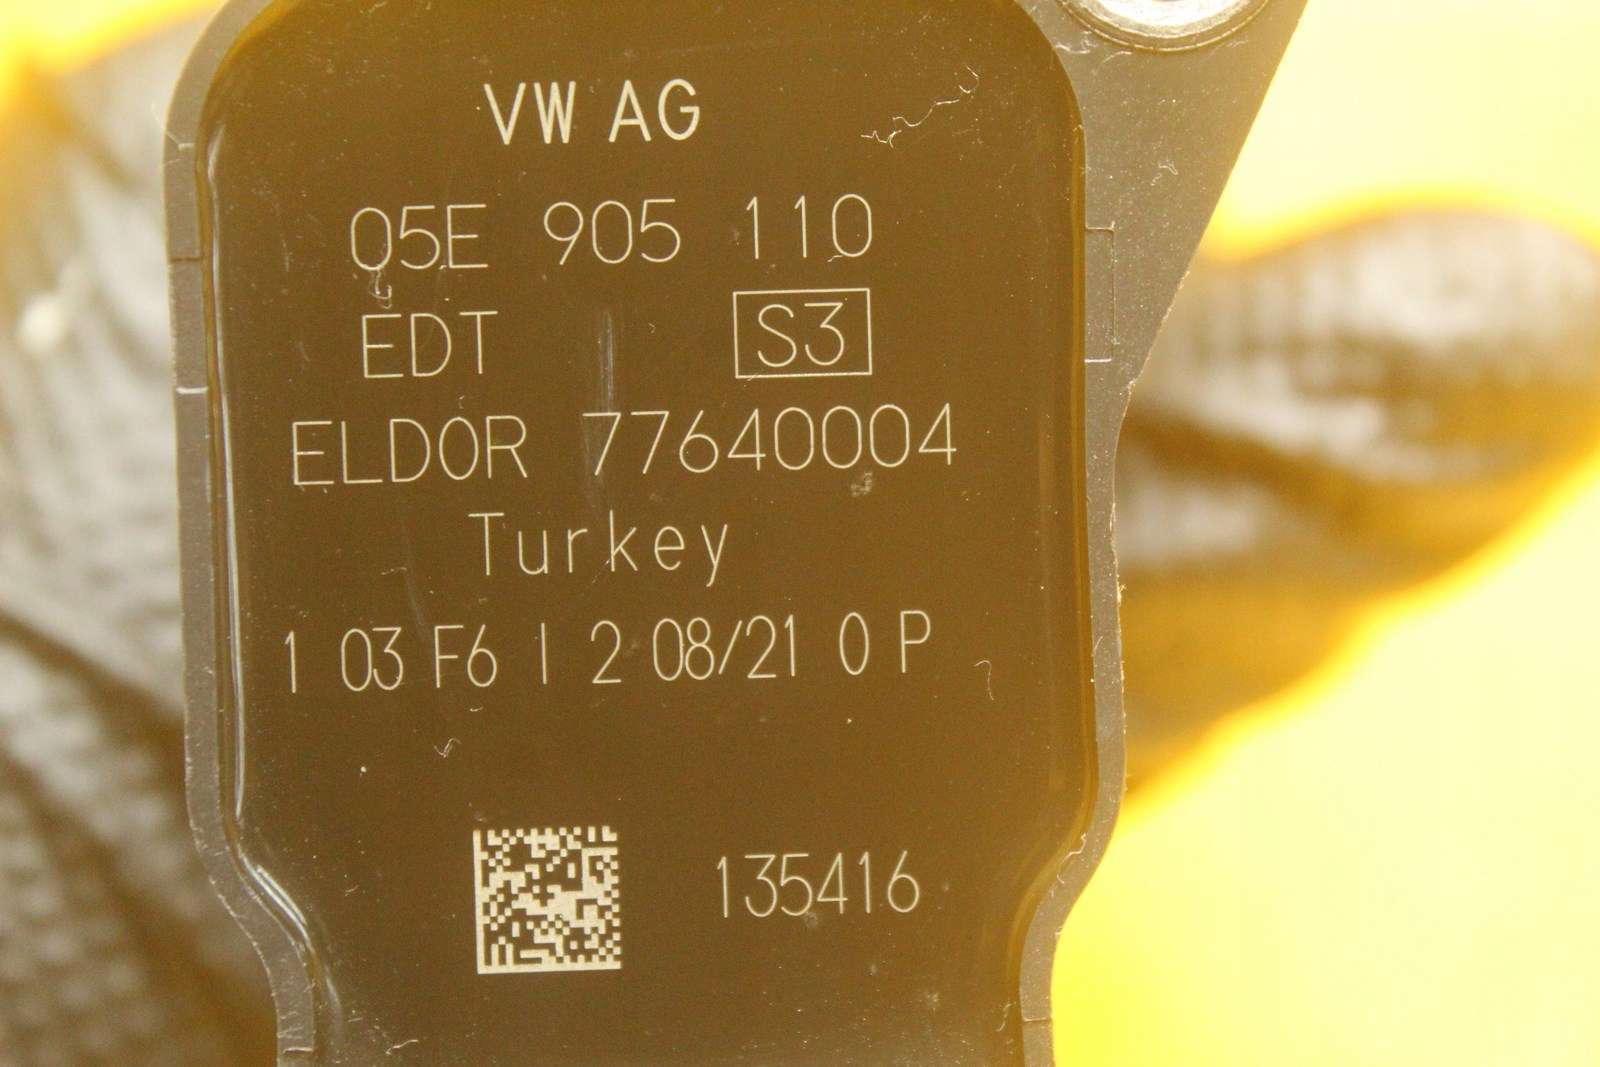 VW AG
05E 905 110
EDT S3
ELDOR 77640004
Turkey
1 03 F6 I 2 08/21 0 P
135416